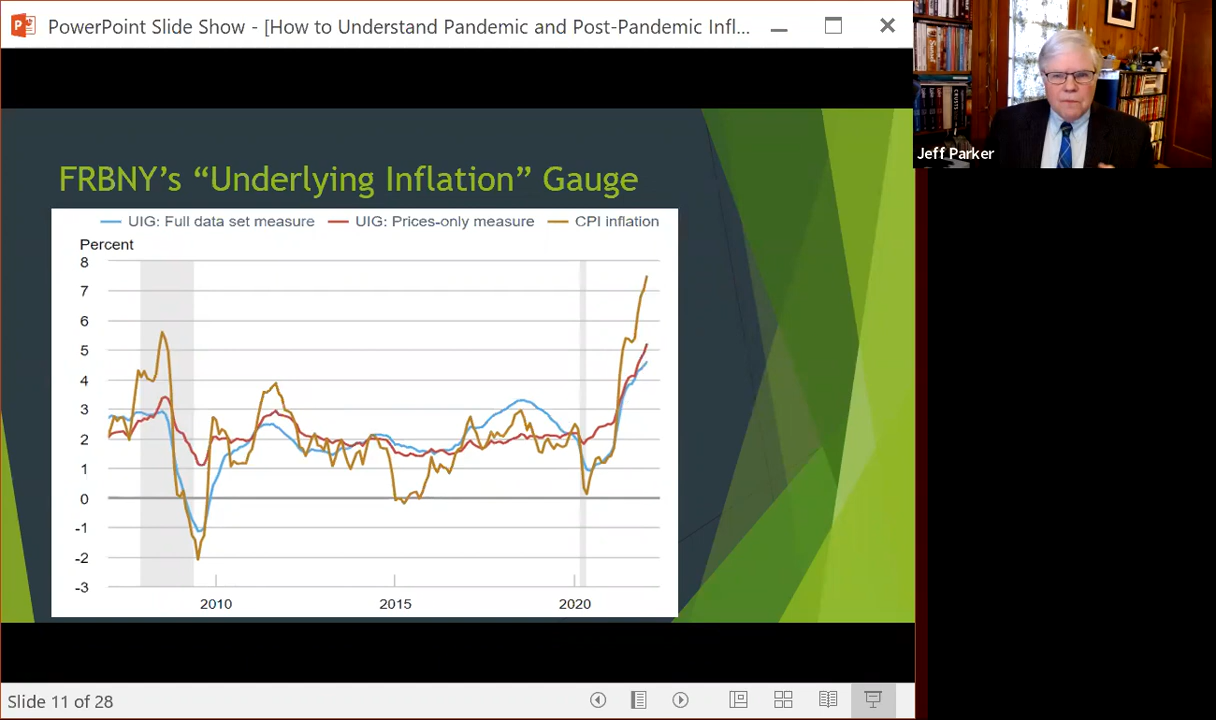 PowerPoint Slide Show - [How to Understand Pandemic and Post-Pandemic Infl...
Jeff Parker
FRBNY's “Underlying Inflation” Gauge
UIG: Full data set measure UIG: Prices-only measure CPI inflation
Percent
8
7
6
5
4
3
2
1
0
-1
-2
-3
2010 2015 2020
Slide 11 of 28